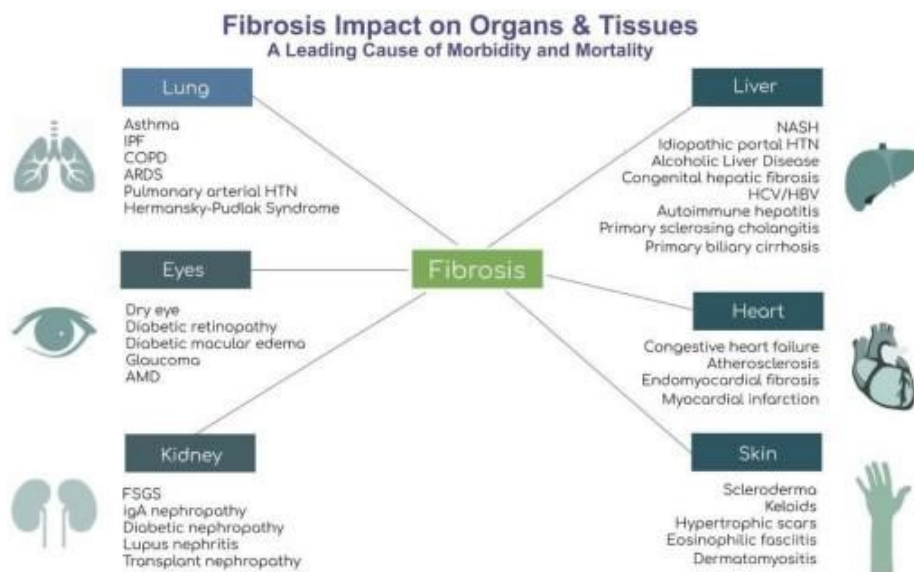 Fibrosis Impact on Organs & Tissues
A Leading Cause of Morbidity and Mortality
Lung
Asthma
IPF
COPD
ARDS
Pulmonary arterial HTN
Hermansky-Pudlak Syndrome
Liver
NASH
Idiopathic portal HTN
Alcoholic Liver Disease
Congenital hepatic fibrosis
HCV/HBV
Autoimmune hepatitis
Primary sclerosing cholangitis
Primary biliary cirrhosis
Fibrosis
Eyes
Dry eye
Diabetic retinopathy
Diabetic macular edema
Glaucoma
AMD
Heart
Congestive heart failure
Atherosclerosis
Endomyocardial fibrosis
Myocardial infarction
Kidney
FSGS
igA nephropathy
Diabetic nephropathy
Lupus nephritis
Transplant nephropathy
Skin
Scleroderma
Keloids
Hypertrophic scars
Eosinophilic fasciitis
Dermatomyositis